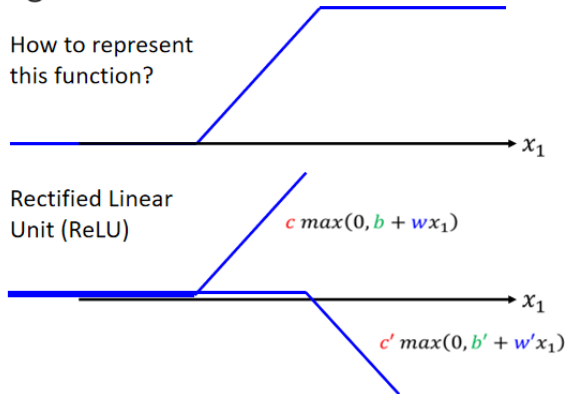 How to represent
this function?
x₁
Rectified Linear
Unit (ReLU)
c max(0, b + wx₁)
x₁
c′ max(0, b′ + w′x₁)